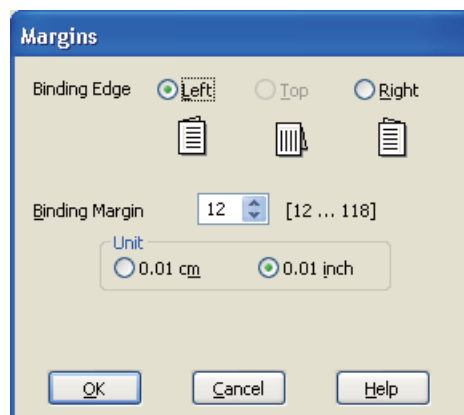 Margins
Binding Edge Left Top Right
Binding Margin 12 [12 ... 118]
Unit
0.01 cm 0.01 inch
OK Cancel Help